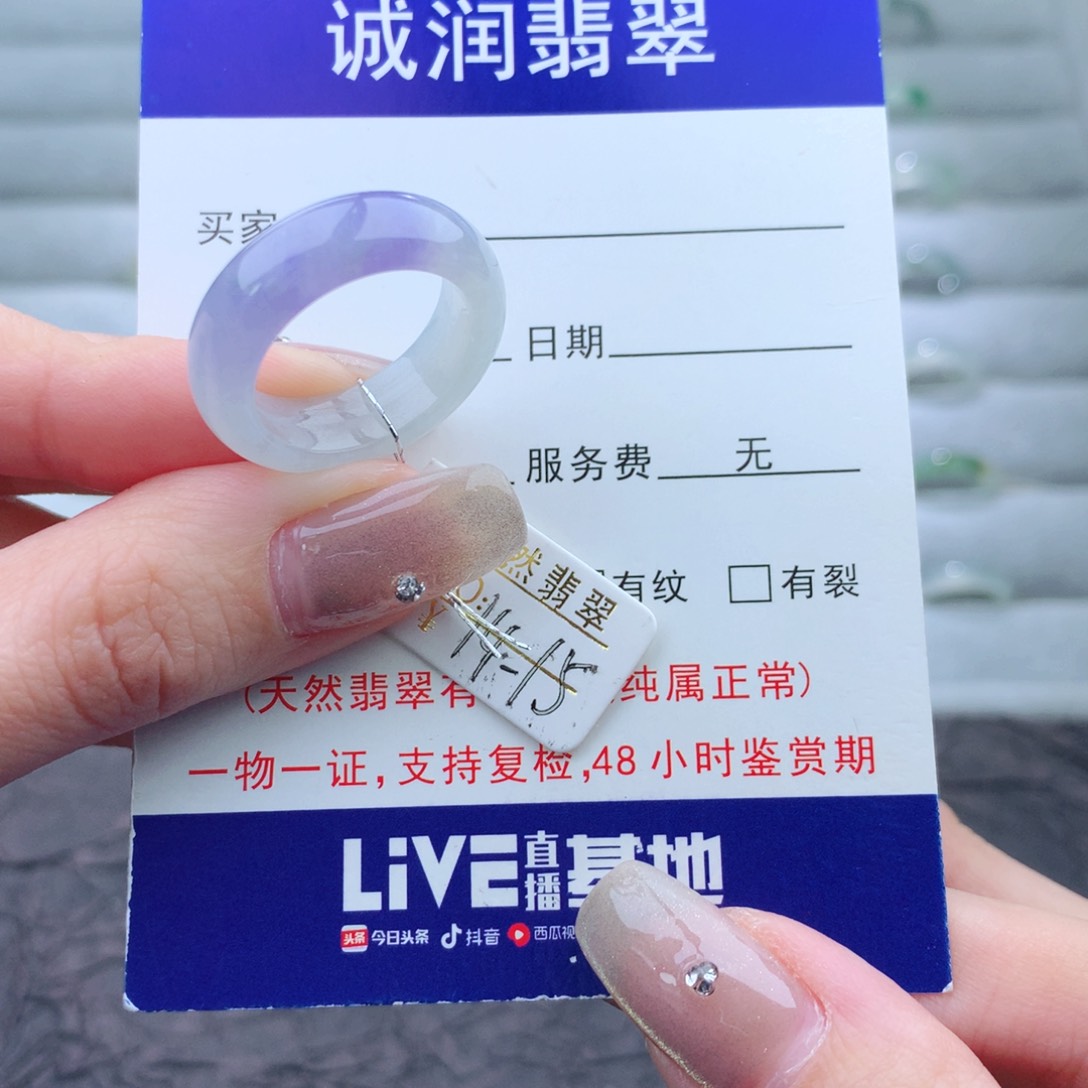 诚润翡翠
买家
日期
服务费 无
有纹 □有裂
然翡翠
14-15
(天然翡翠有 纯属正常)
一物一证,支持复检,48小时鉴赏期
LiVE直播基地
头条 今日头条 抖音 西瓜视